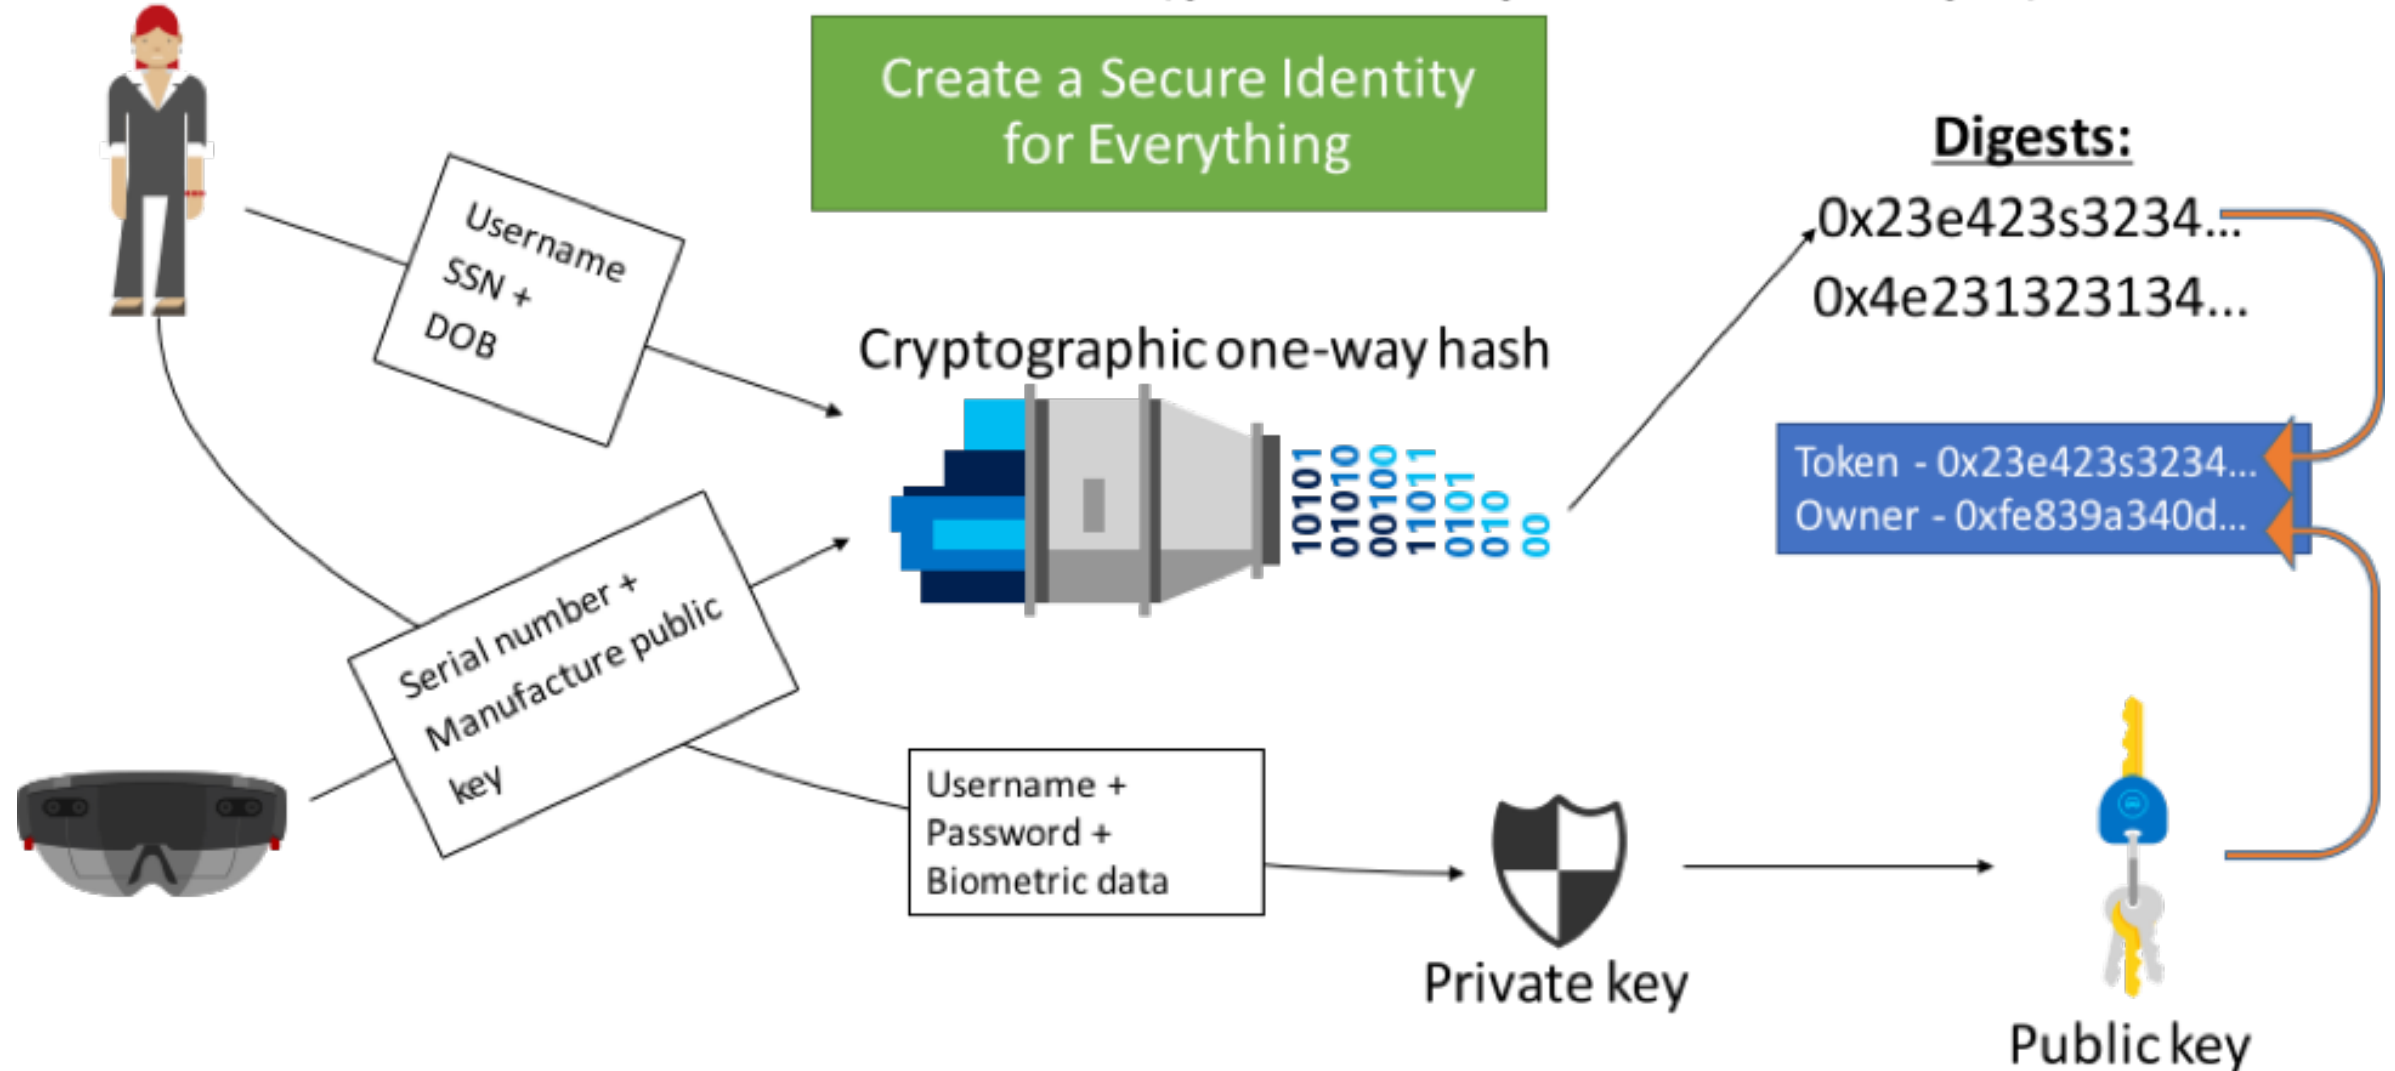 Create a Secure Identity
for Everything
Username
SSN +
DOB
Cryptographic one-way hash
10101
01010
00100
11011
0101
010
00
Digests:
0x23e423s3234...
0x4e231323134...
Token - 0x23e423s3234...
Owner - 0xfe839a340d...
Serial number +
Manufacture public
key
Username +
Password +
Biometric data
Private key
Public key